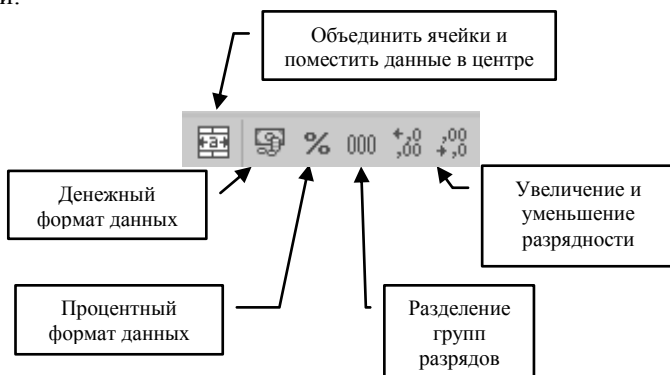 и.
Объединить ячейки и
поместить данные в центре
←a→ % 000 ←,0 ,00
,00 →,0
Денежный
формат данных
Увеличение и
уменьшение
разрядности
Процентный
формат данных
Разделение
групп
разрядов